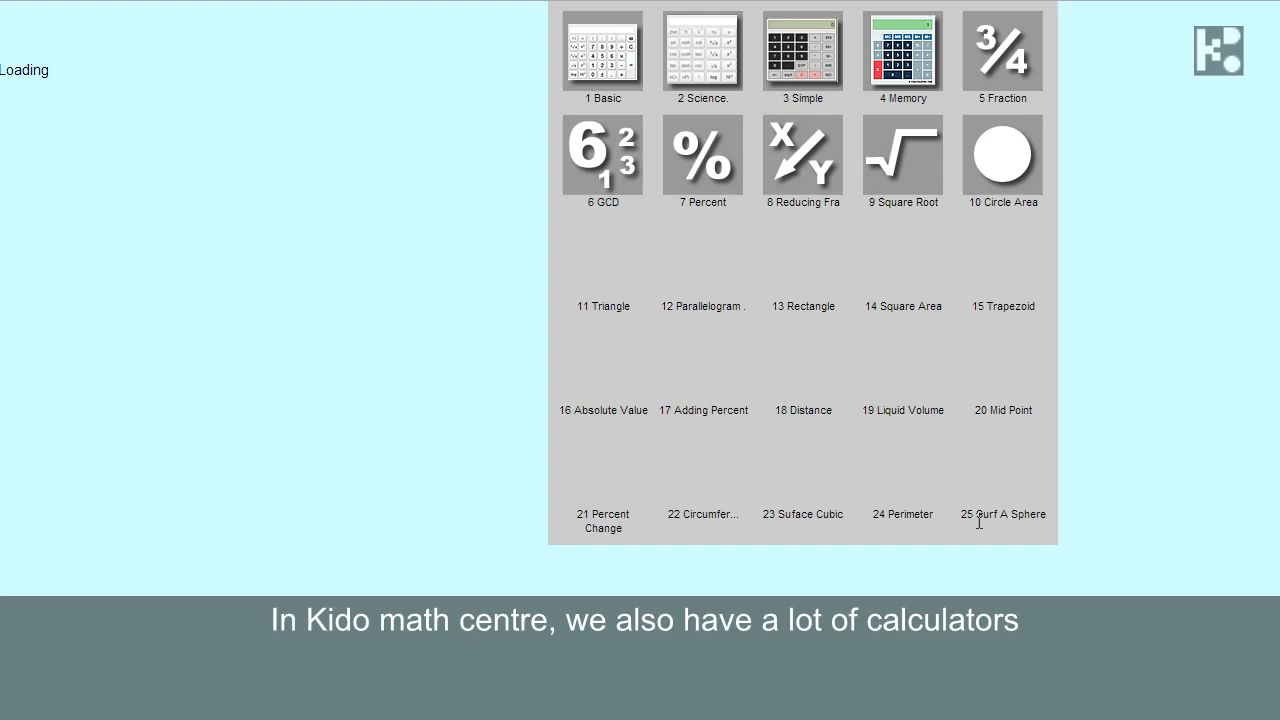 Loading
1 Basic 2 Science. 3 Simple 4 Memory 5 Fraction
6 GCD 7 Percent 8 Reducing Fra 9 Square Root 10 Circle Area
11 Triangle 12 Parallelogram . 13 Rectangle 14 Square Area 15 Trapezoid
16 Absolute Value 17 Adding Percent 18 Distance 19 Liquid Volume 20 Mid Point
21 Percent Change 22 Circumfer... 23 Suface Cubic 24 Perimeter 25 Surf A Sphere
In Kido math centre, we also have a lot of calculators